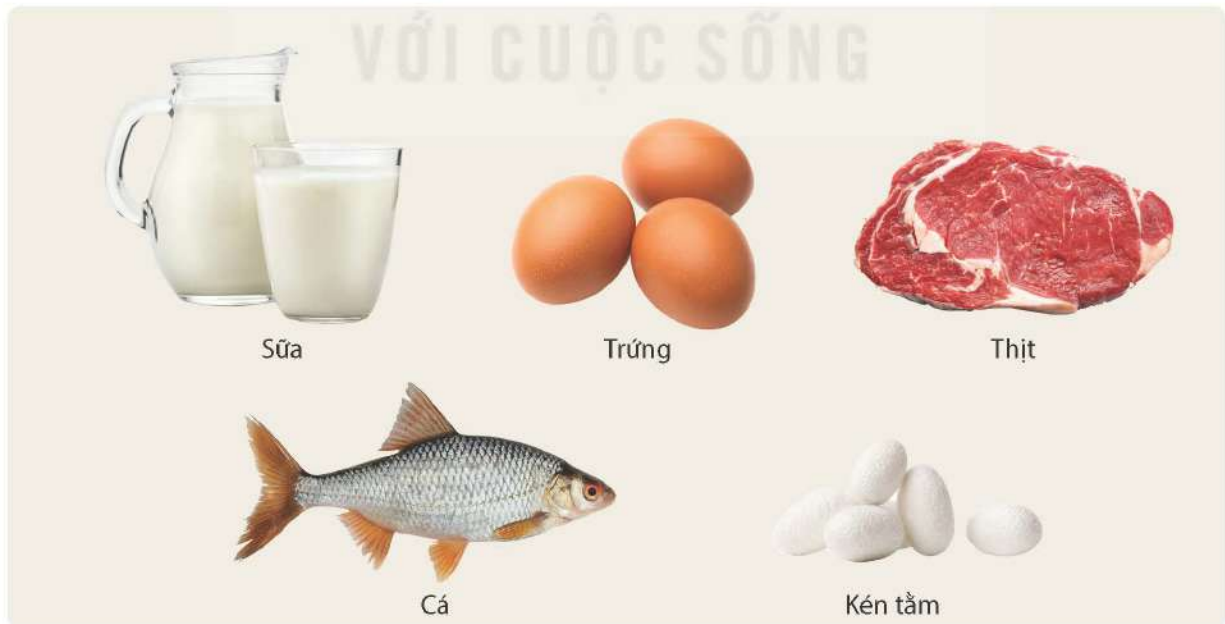 VỚI CUỘC SỐNG
Sữa
Trứng
Thịt
Cá
Kén tằm